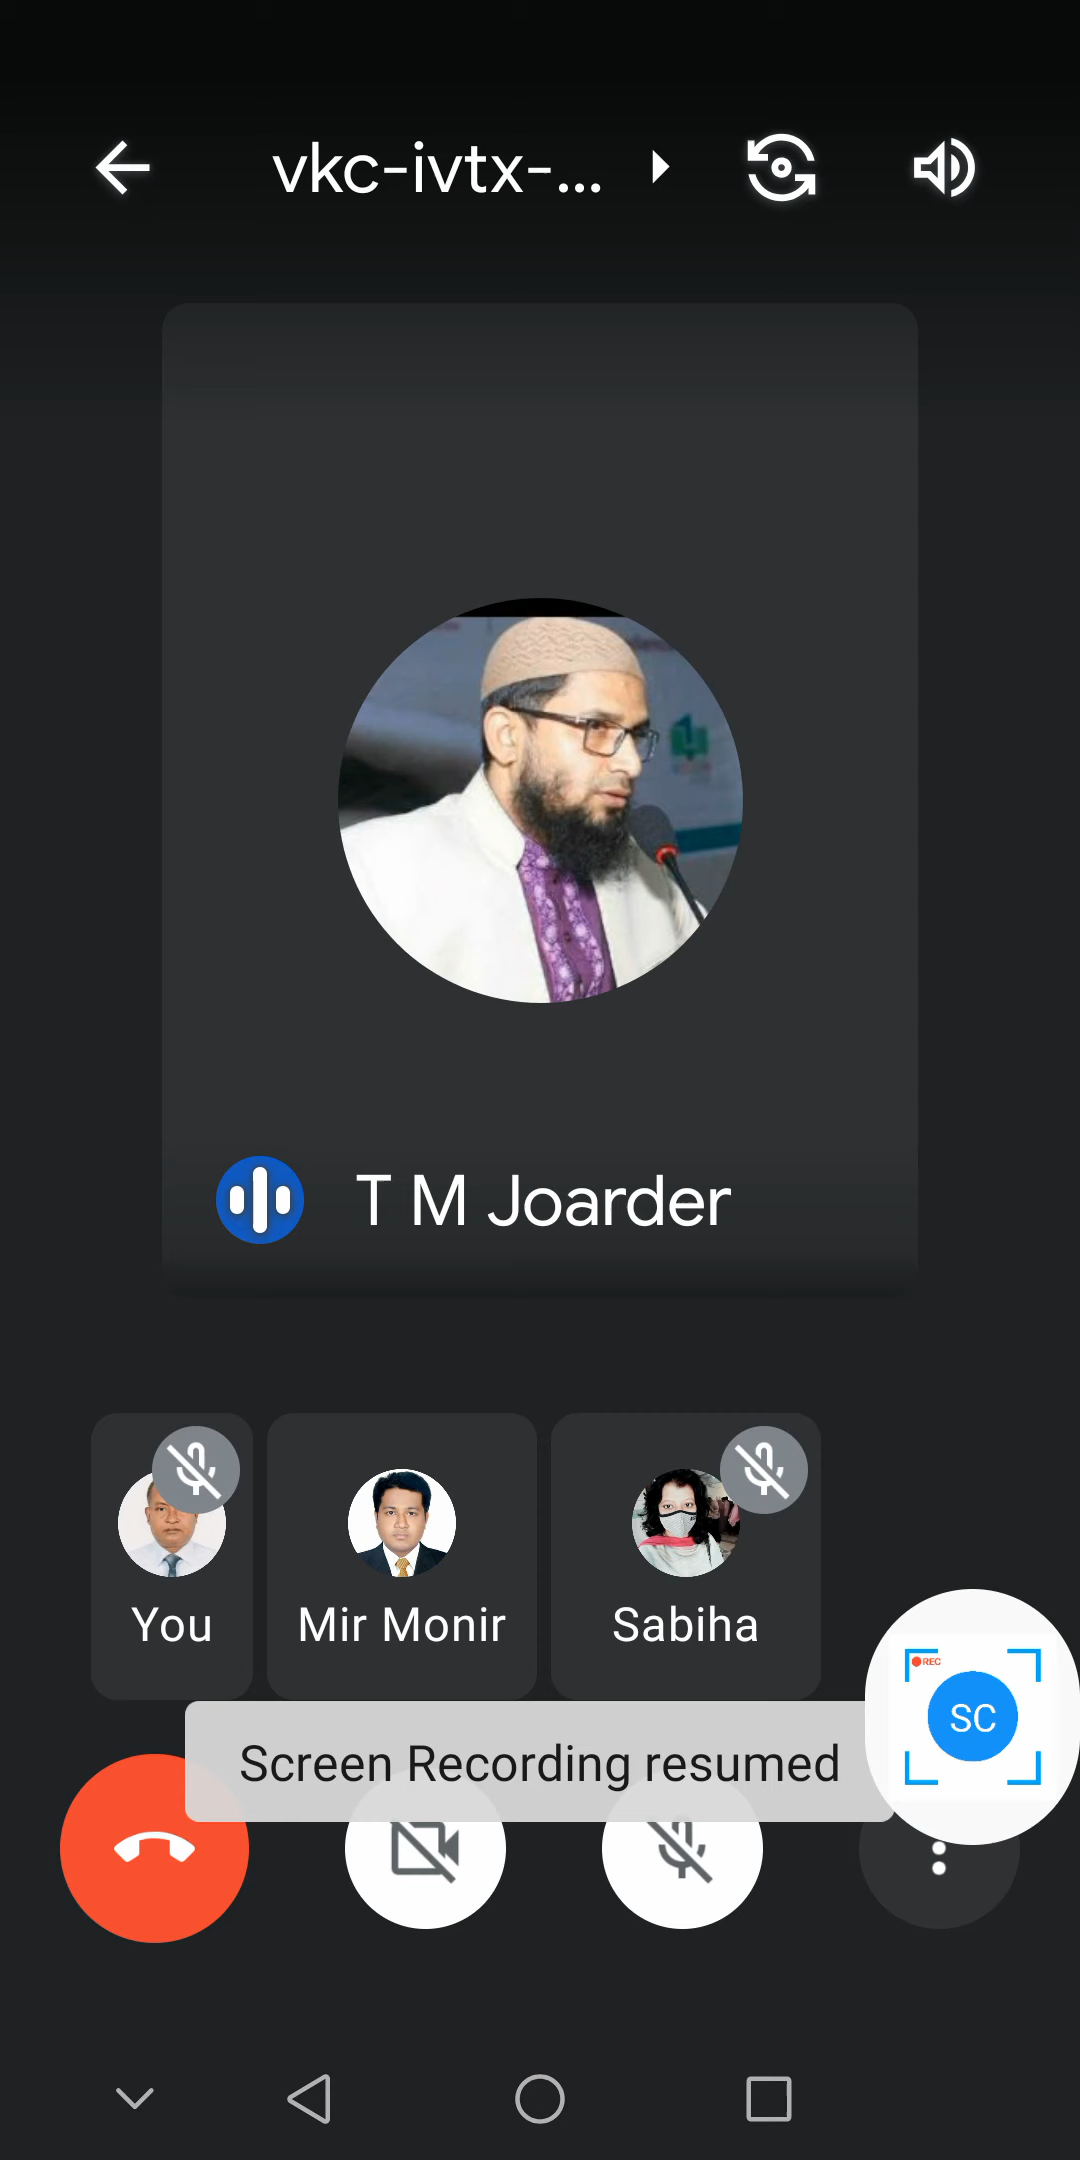 vkc-ivtx-...
T M Joarder
You
Mir Monir
Sabiha
REC
SC
Screen Recording resumed